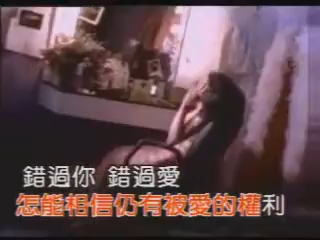 錯過你 錯過愛
怎能相信仍有被愛的權利